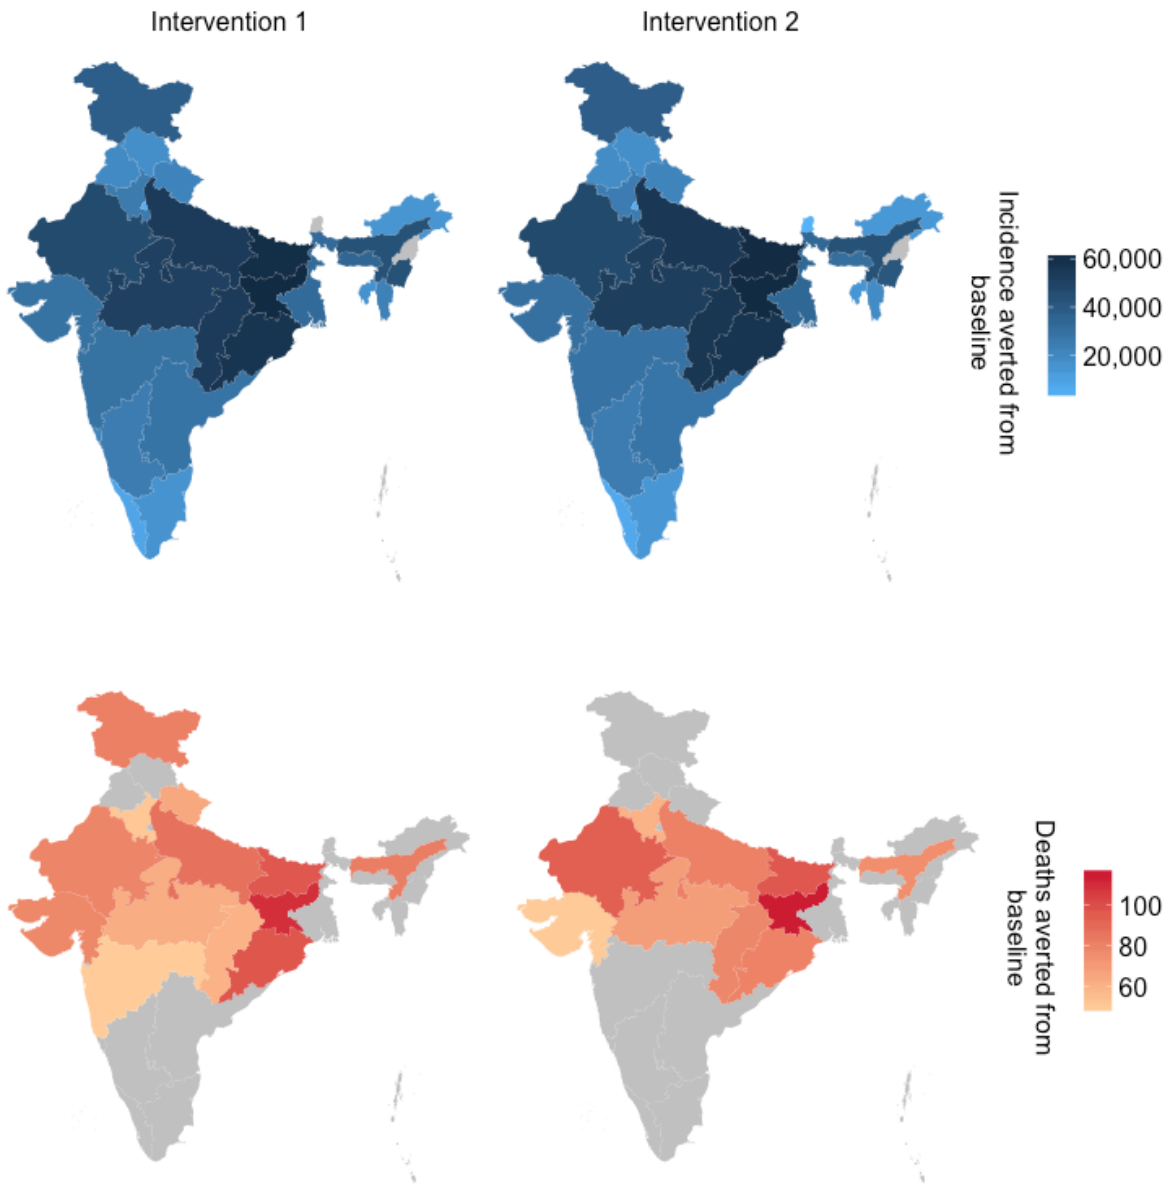 Intervention 1
Intervention 2
Incidence averted from
baseline
60,000
40,000
20,000
Deaths averted from
baseline
100
80
60